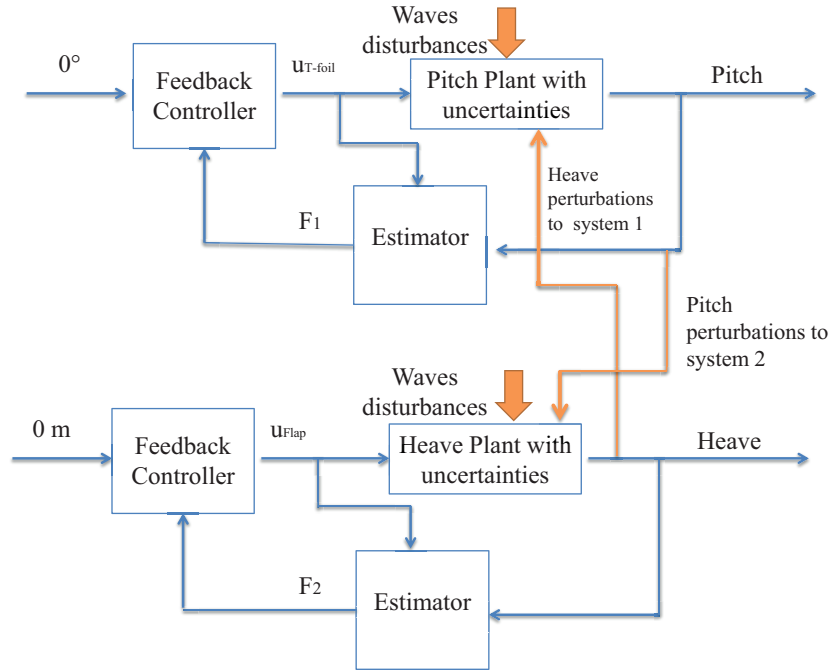 Waves
disturbances
0°
Feedback
Controller
uT-foil
Pitch Plant with
uncertainties
Pitch
Heave
perturbations
to system 1
F1
Estimator
Pitch
perturbations to
system 2
Waves
disturbances
0 m
Feedback
Controller
uFlap
Heave Plant with
uncertainties
Heave
F2
Estimator